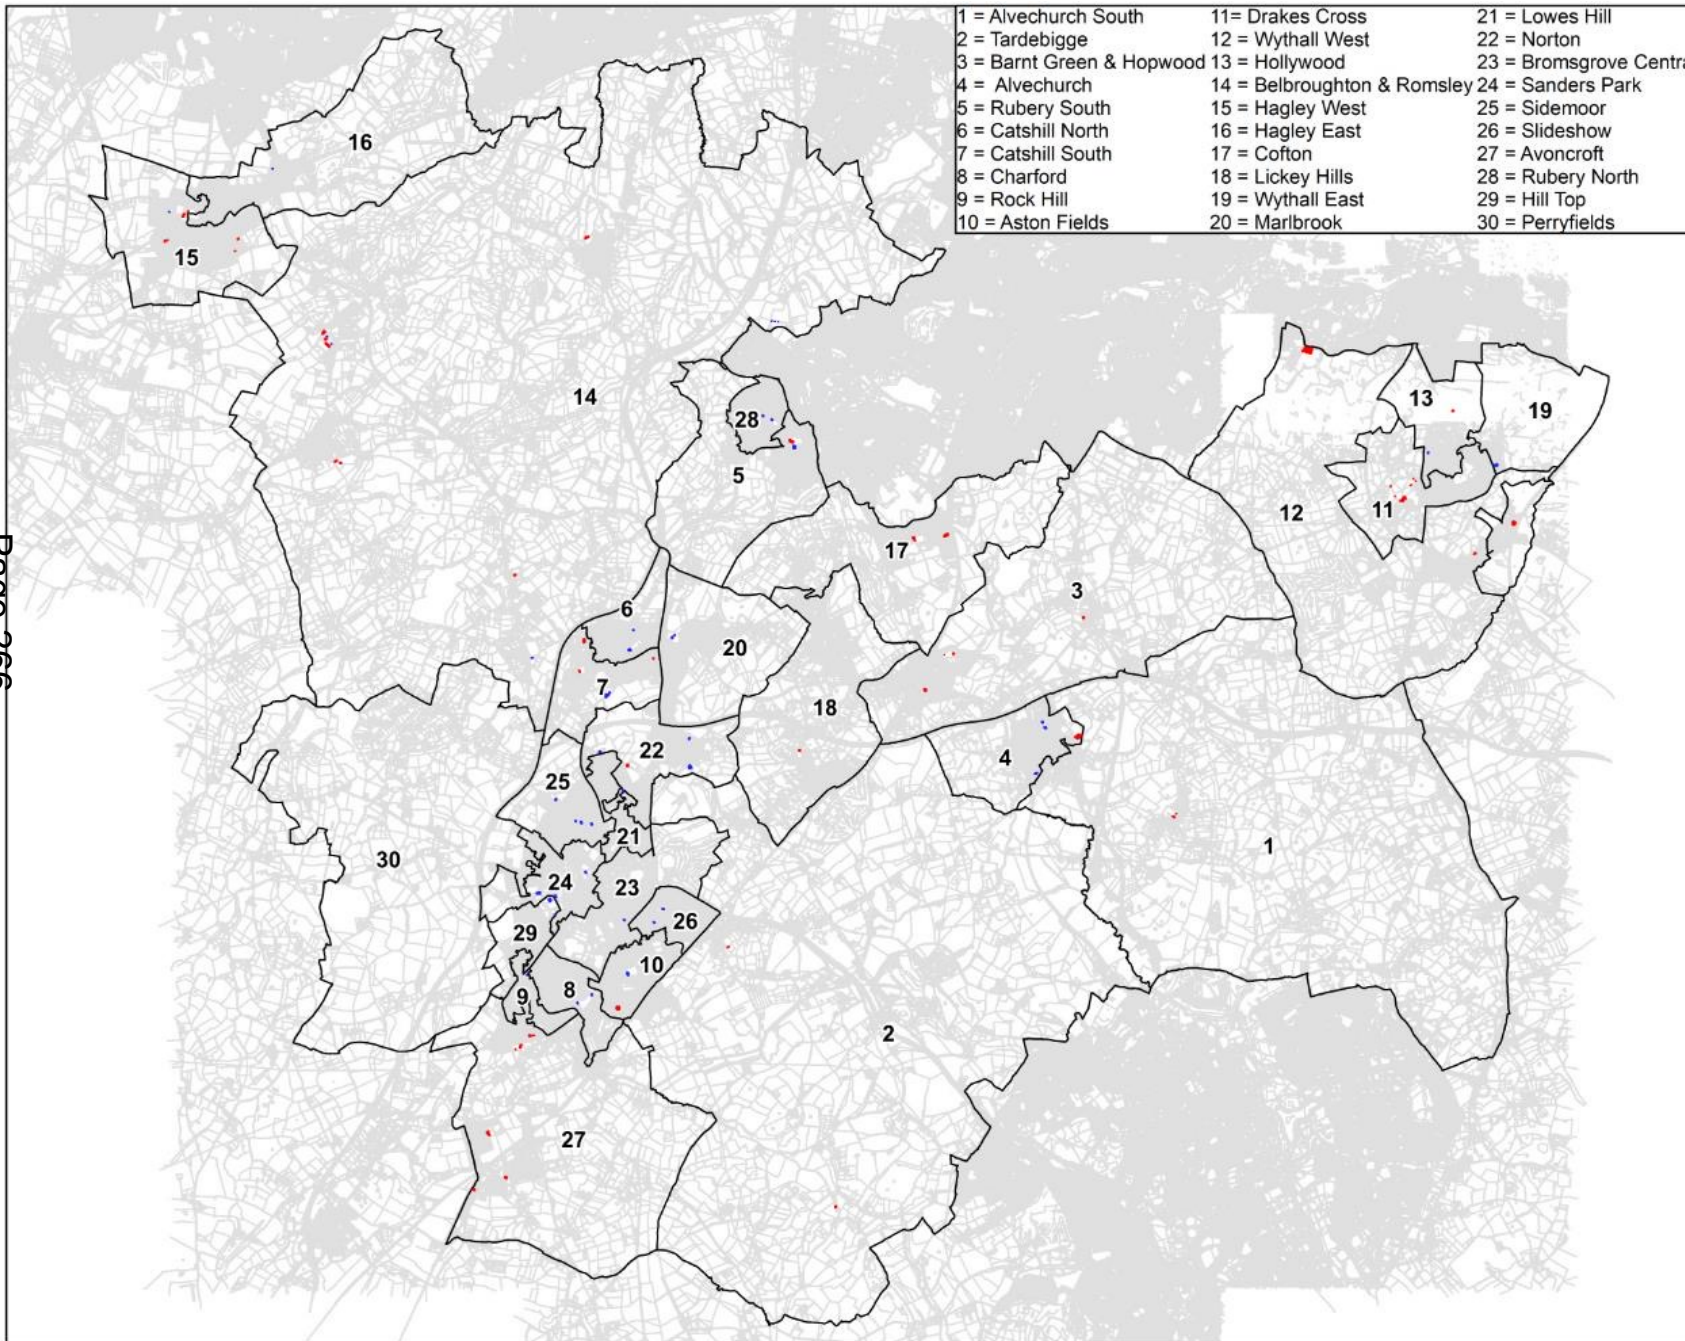 1 = Alvechurch South
2 = Tardebigge
3 = Barnt Green & Hopwood
4 = Alvechurch
5 = Rubery South
6 = Catshill North
7 = Catshill South
8 = Charford
9 = Rock Hill
10 = Aston Fields
11= Drakes Cross
12 = Wythall West
13 = Hollywood
14 = Belbroughton & Romsley
15 = Hagley West
16 = Hagley East
17 = Cofton
18 = Lickey Hills
19 = Wythall East
20 = Marlbrook
21 = Lowes Hill
22 = Norton
23 = Bromsgrove Centra
24 = Sanders Park
25 = Sidemoor
26 = Slideshow
27 = Avoncroft
28 = Rubery North
29 = Hill Top
30 = Perryfields
16
15
14
28
5
13
19
12
11
17
3
6
20
7
18
22
4
25
21
30
1
24
23
26
29
10
9
8
2
27